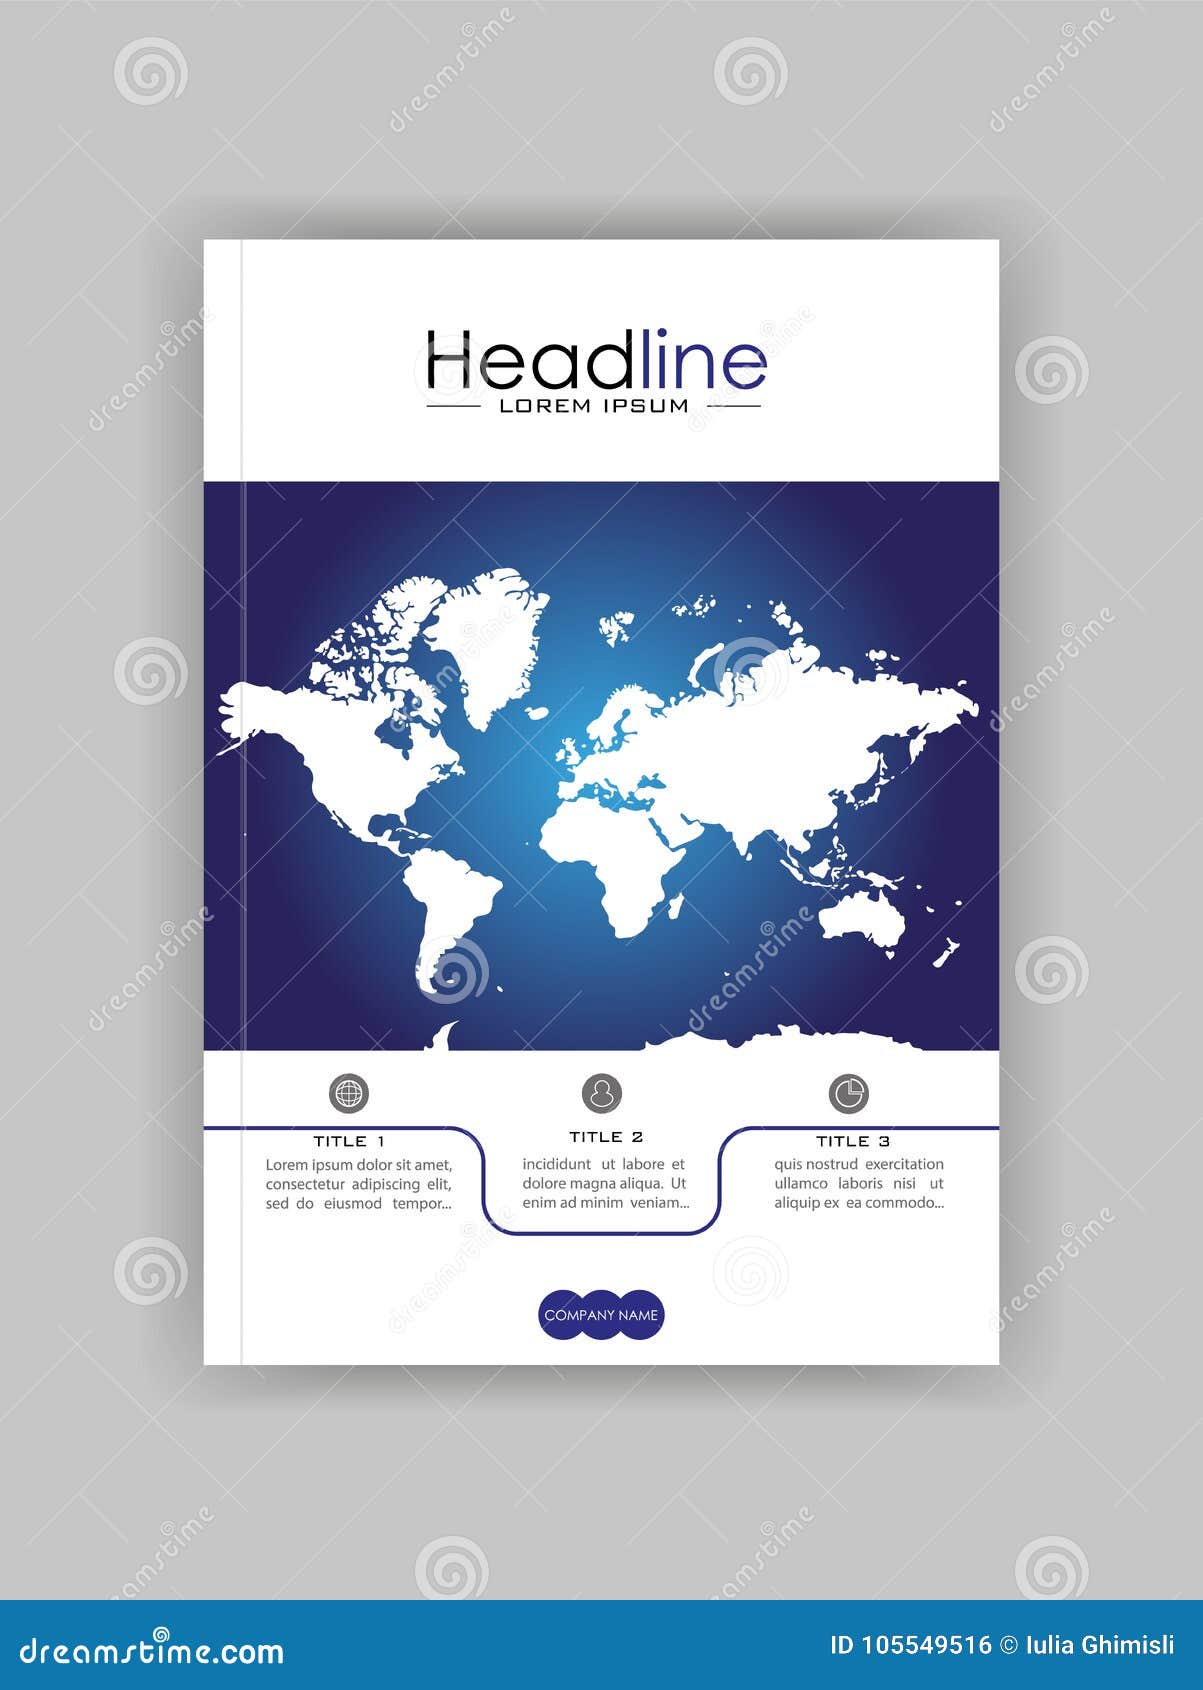 Headline
LOREM IPSUM
TITLE 1
Lorem ipsum dolor sit amet,
consectetur adipiscing elit,
sed do eiusmod tempor...
TITLE 2
incididunt ut labore et
dolore magna aliqua. Ut
enim ad minim veniam...
TITLE 3
quis nostrud exercitation
ullamco laboris nisi ut
aliquip ex ea commodo...
COMPANY NAME
dreamstime.com
ID 105549516 © Iulia Ghimisli